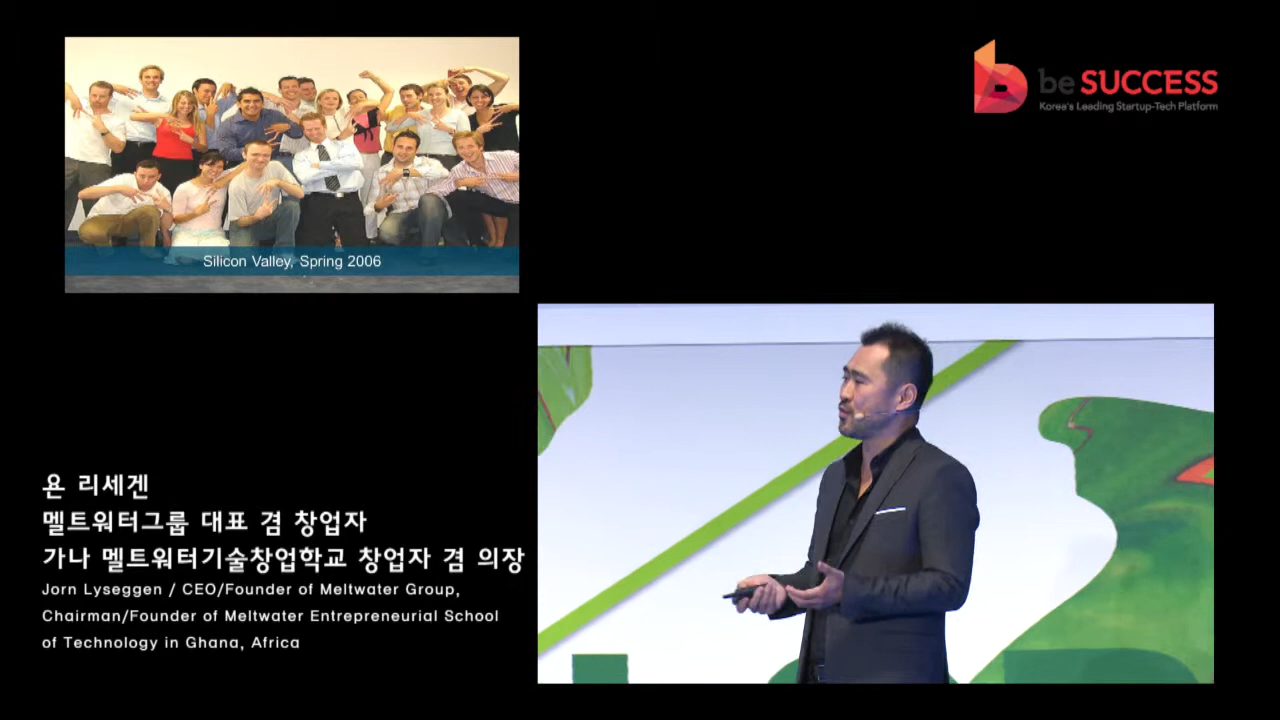 Silicon Valley, Spring 2006
be SUCCESS
Korea's Leading Startup-Tech Platform
욘 리세겐
멜트워터그룹 대표 겸 창업자
가나 멜트워터기술창업학교 창업자 겸 의장
Jorn Lyseggen / CEO/Founder of Meltwater Group,
Chairman/Founder of Meltwater Entrepreneurial School
of Technology in Ghana, Africa